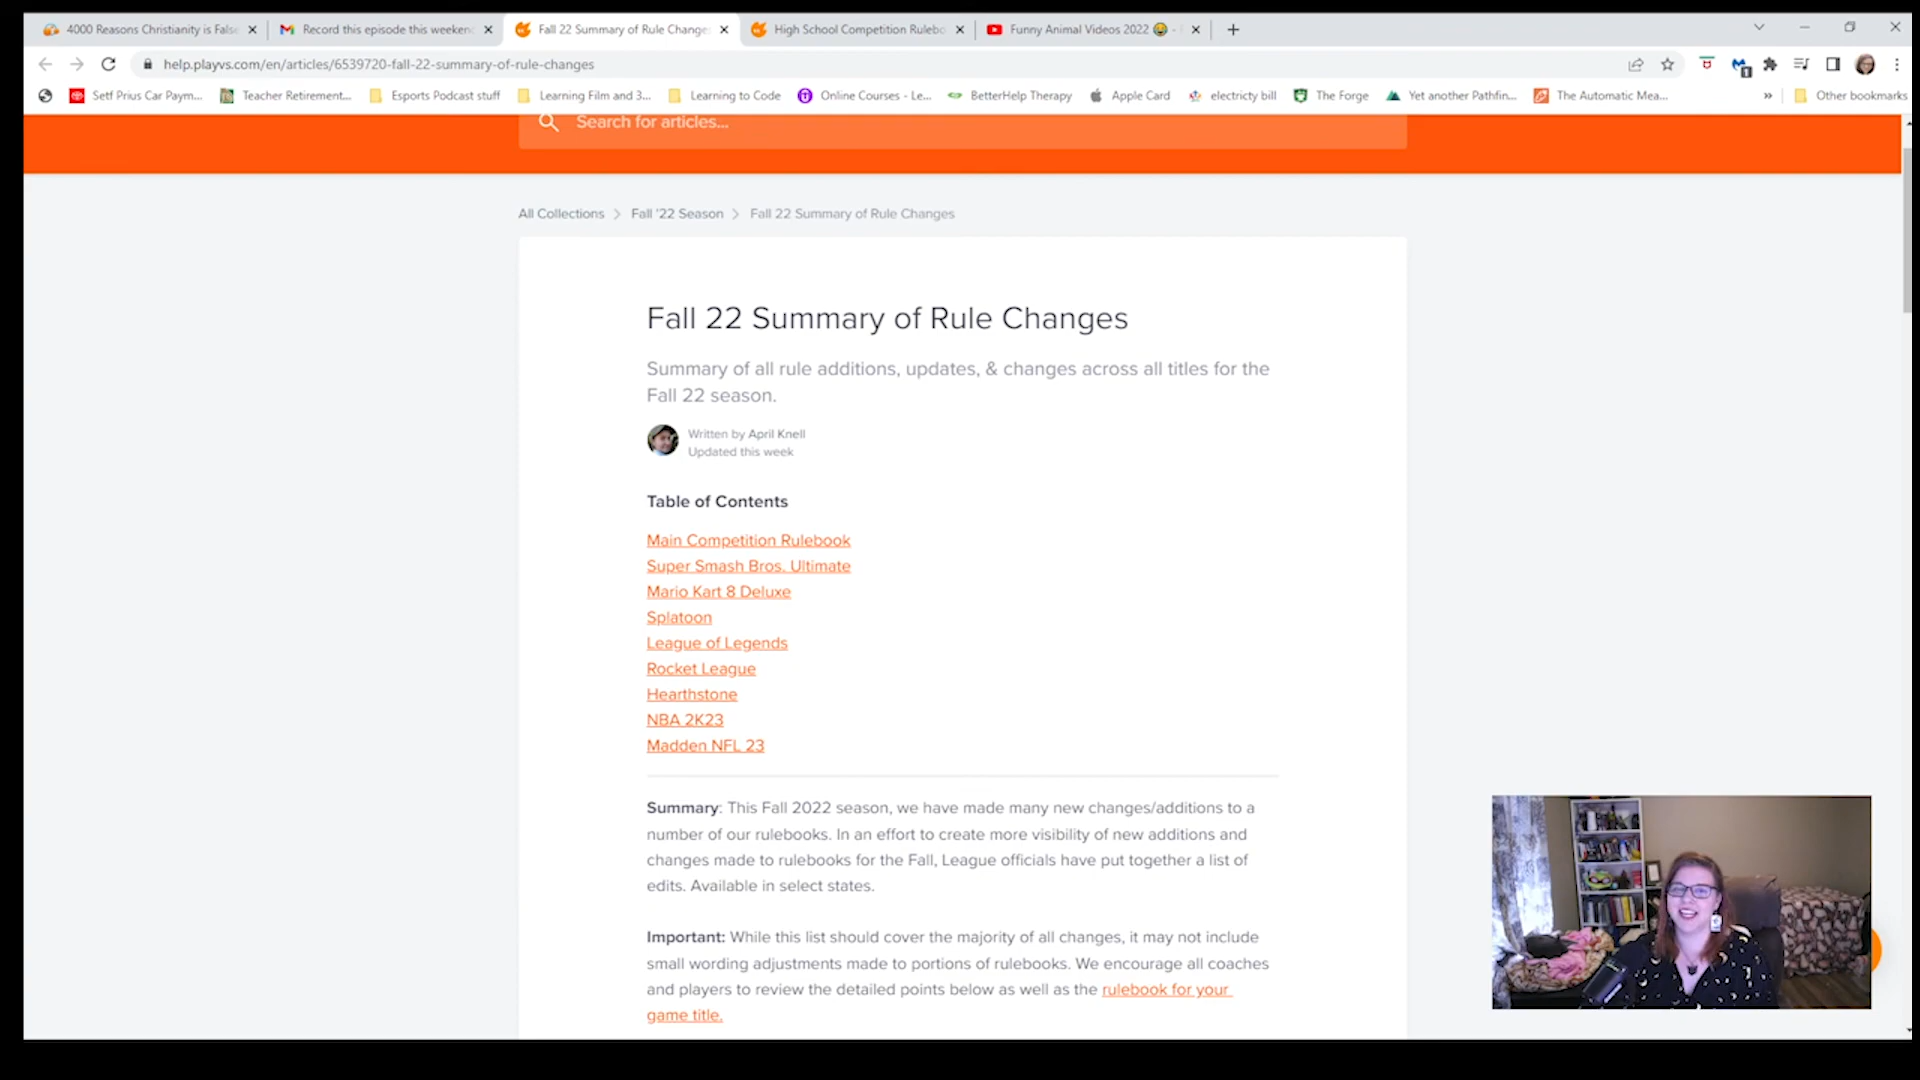 4000 Reasons Christianity is False
Record this episode this weeken
Fall 22 Summary of Rule Change
High School Competition Rulebo
Funny Animal Videos 2022 😂 -
help.playvs.com/en/articles/6539720-fall-22-summary-of-rule-changes
Setf Prius Car Paym...
Teacher Retirement...
Esports Podcast stuff
Learning Film and 3...
Learning to Code
Online Courses - Le...
BetterHelp Therapy
Apple Card
electricty bill
The Forge
Yet another Pathfin...
The Automatic Mea...
»
Other bookmarks
Search for articles...
All Collections > Fall '22 Season > Fall 22 Summary of Rule Changes
Fall 22 Summary of Rule Changes
Summary of all rule additions, updates, & changes across all titles for the
Fall 22 season.
Written by April Knell
Updated this week
Table of Contents
Main Competition Rulebook
Super Smash Bros. Ultimate
Mario Kart 8 Deluxe
Splatoon
League of Legends
Rocket League
Hearthstone
NBA 2K23
Madden NFL 23
Summary: This Fall 2022 season, we have made many new changes/additions to a
number of our rulebooks. In an effort to create more visibility of new additions and
changes made to rulebooks for the Fall, League officials have put together a list of
edits. Available in select states.
Important: While this list should cover the majority of all changes, it may not include
small wording adjustments made to portions of rulebooks. We encourage all coaches
and players to review the detailed points below as well as the rulebook for your
game title.